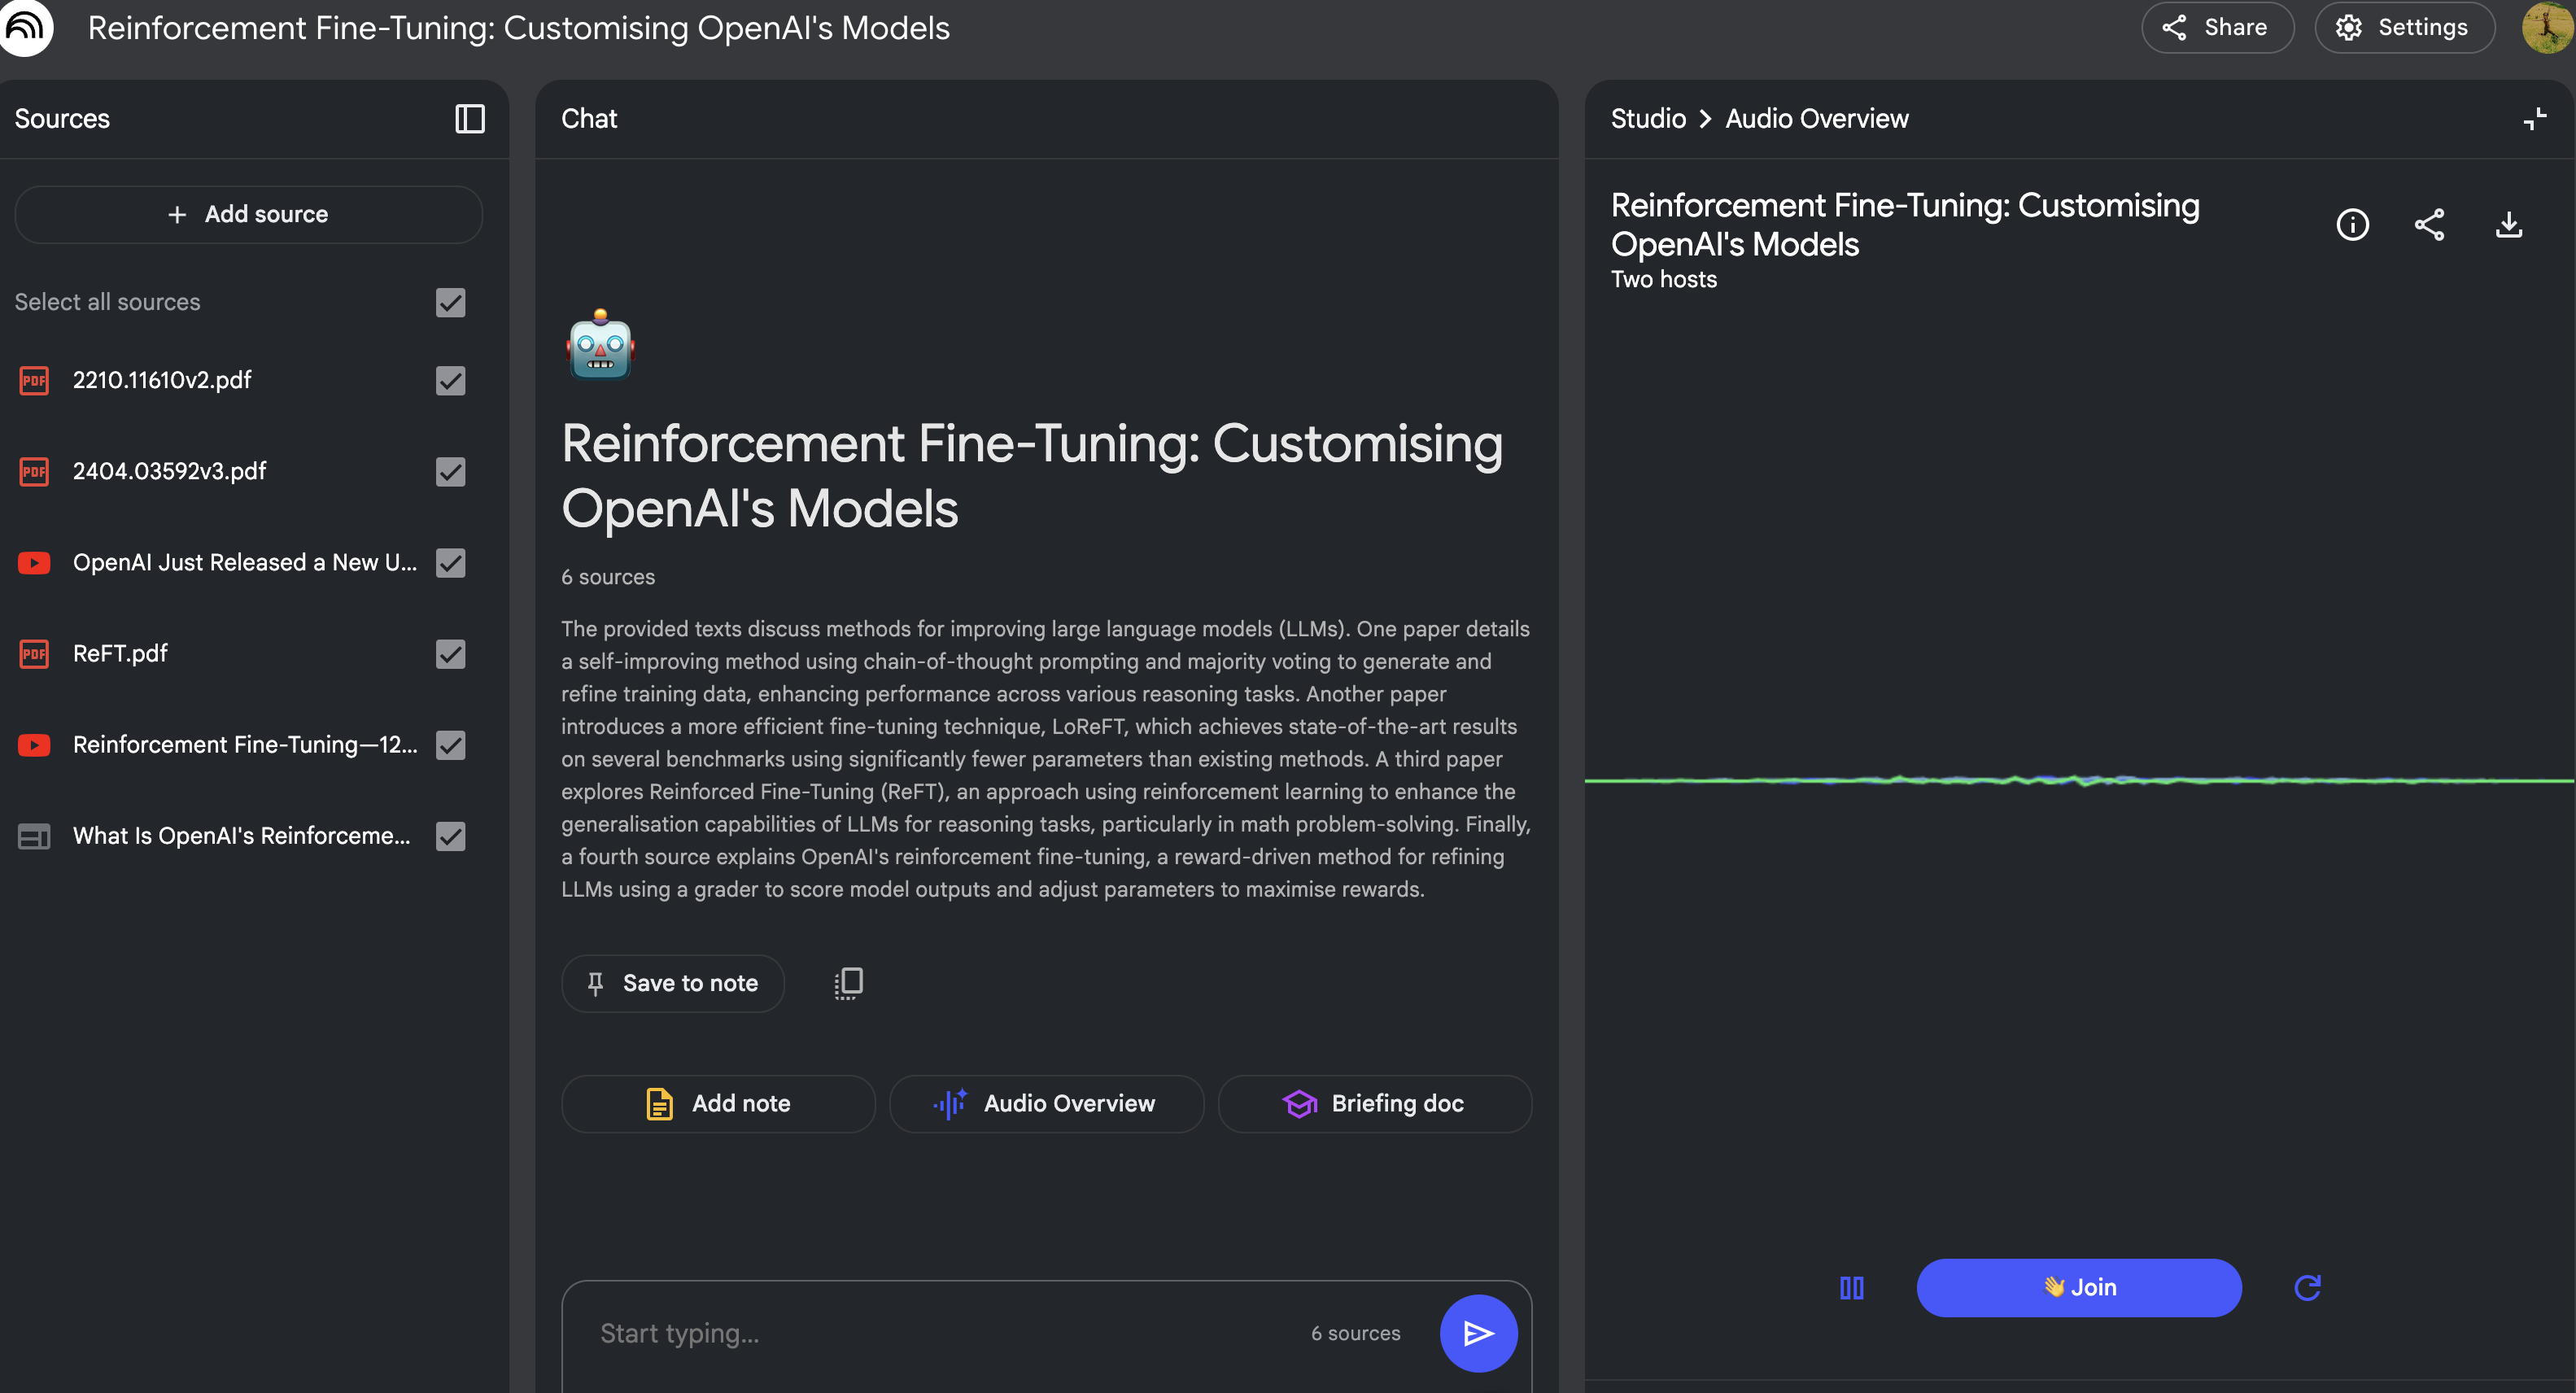 Reinforcement Fine-Tuning: Customising OpenAI's Models
Share
Settings
Sources
Add source
Select all sources
PDF 2210.11610v2.pdf
PDF 2404.03592v3.pdf
OpenAI Just Released a New U...
PDF ReFT.pdf
Reinforcement Fine-Tuning—12...
What Is OpenAI's Reinforceme...
Chat
Reinforcement Fine-Tuning: Customising
OpenAI's Models
6 sources
The provided texts discuss methods for improving large language models (LLMs). One paper details
a self-improving method using chain-of-thought prompting and majority voting to generate and
refine training data, enhancing performance across various reasoning tasks. Another paper
introduces a more efficient fine-tuning technique, LoReFT, which achieves state-of-the-art results
on several benchmarks using significantly fewer parameters than existing methods. A third paper
explores Reinforced Fine-Tuning (ReFT), an approach using reinforcement learning to enhance the
generalisation capabilities of LLMs for reasoning tasks, particularly in math problem-solving. Finally,
a fourth source explains OpenAI's reinforcement fine-tuning, a reward-driven method for refining
LLMs using a grader to score model outputs and adjust parameters to maximise rewards.
Save to note
Add note
Audio Overview
Briefing doc
Start typing...
6 sources
Studio > Audio Overview
Reinforcement Fine-Tuning: Customising
OpenAI's Models
Two hosts
👋 Join